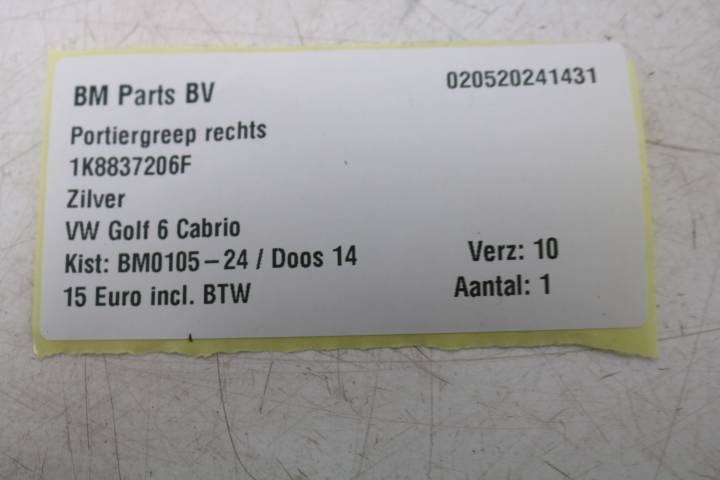 BM Parts BV 020520241431
Portiergreep rechts
1K8837206F
Zilver
VW Golf 6 Cabrio
Kist: BM0105-24 / Doos 14 Verz: 10
15 Euro incl. BTW Aantal: 1